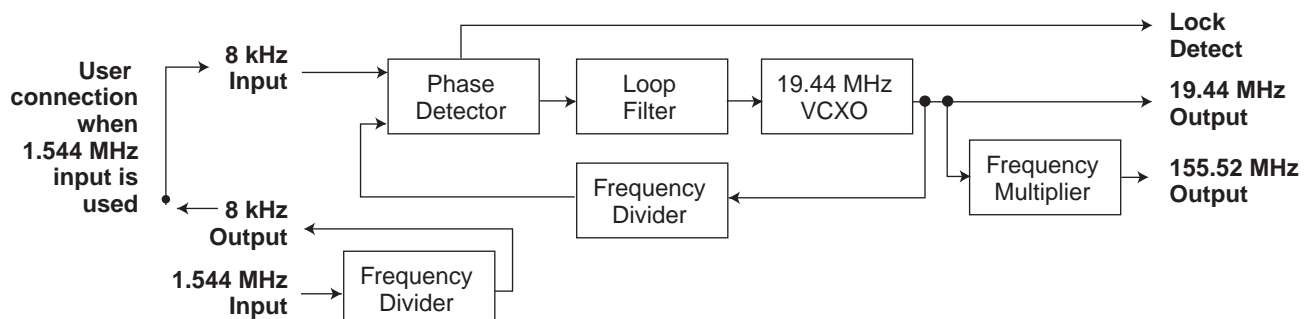 User
connection
when
1.544 MHz
input is
used
8 kHz
Input
Phase
Detector
Loop
Filter
19.44 MHz
VCXO
Lock
Detect
19.44 MHz
Output
Frequency
Divider
Frequency
Multiplier
155.52 MHz
Output
8 kHz
Output
1.544 MHz
Input
Frequency
Divider